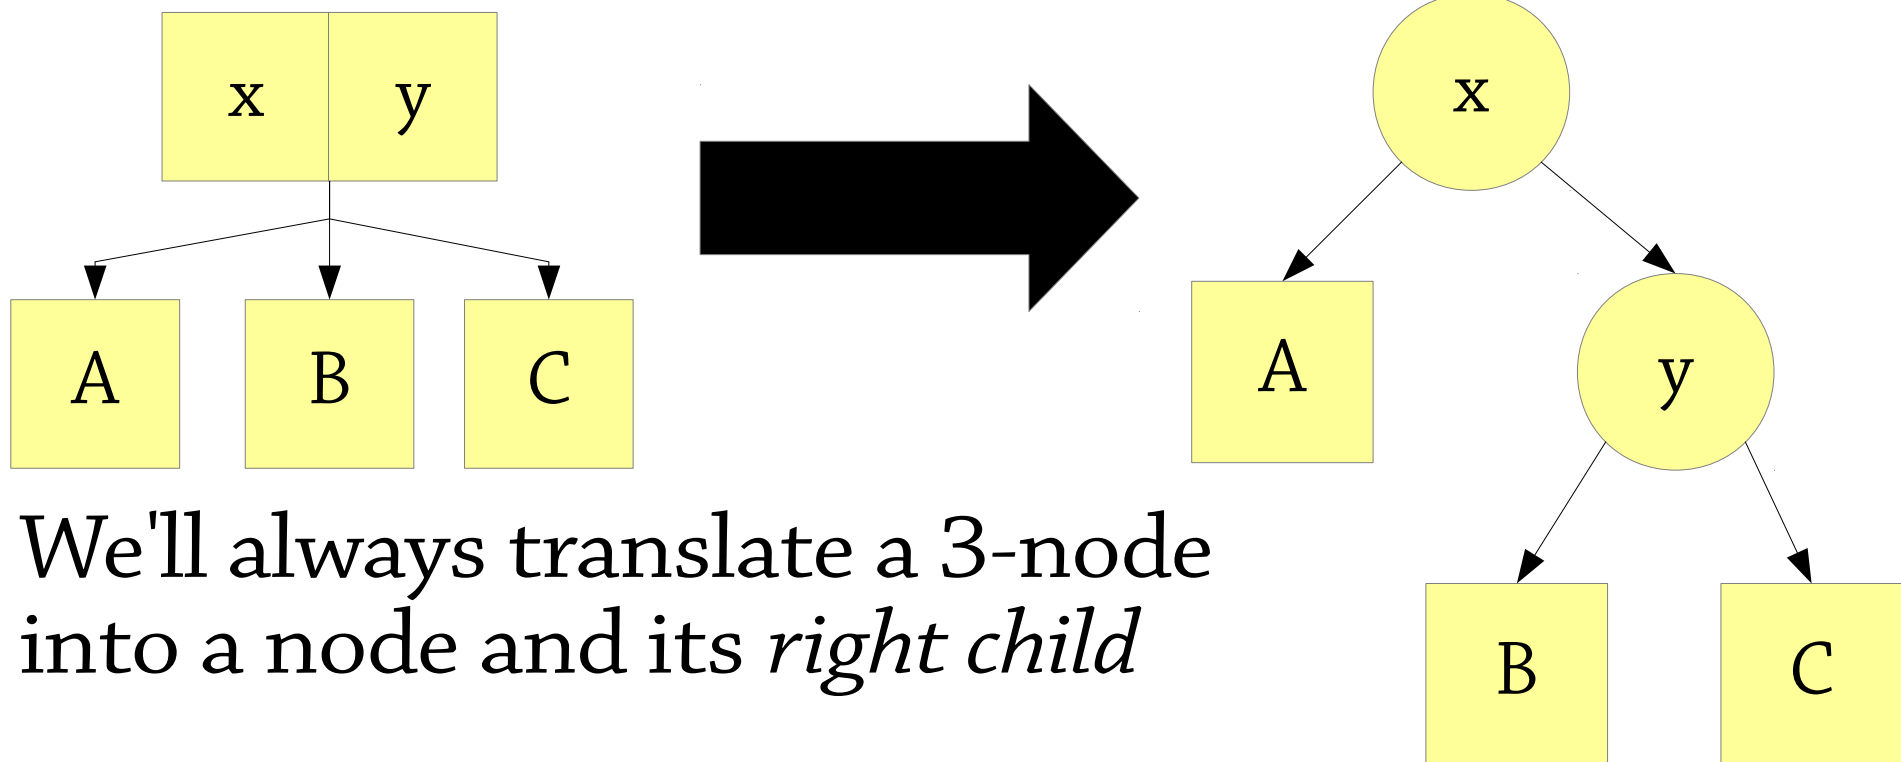 x y
x
A B C
A
y
We'll always translate a 3-node
into a node and its right child
B C